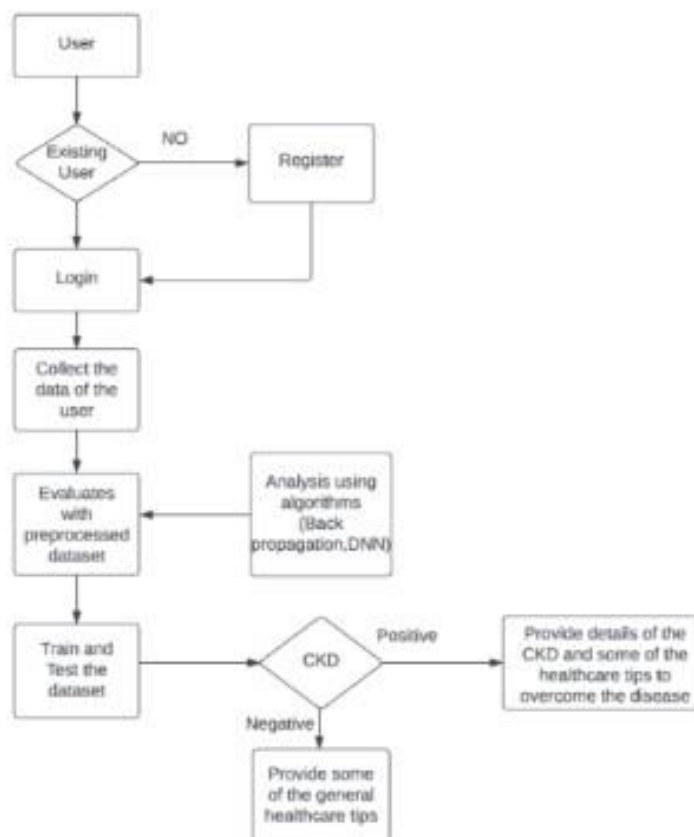 User
Existing
User
NO
Register
Login
Collect the
data of the
user
Evaluates
with
preprocessed
dataset
Analysis using
algorithms
(Back
propagation,DNN)
Train and
Test the
dataset
CKD
Positive
Provide details of the
CKD and some of the
healthcare tips to
overcome the disease
Negative
Provide some
of the general
healthcare tips